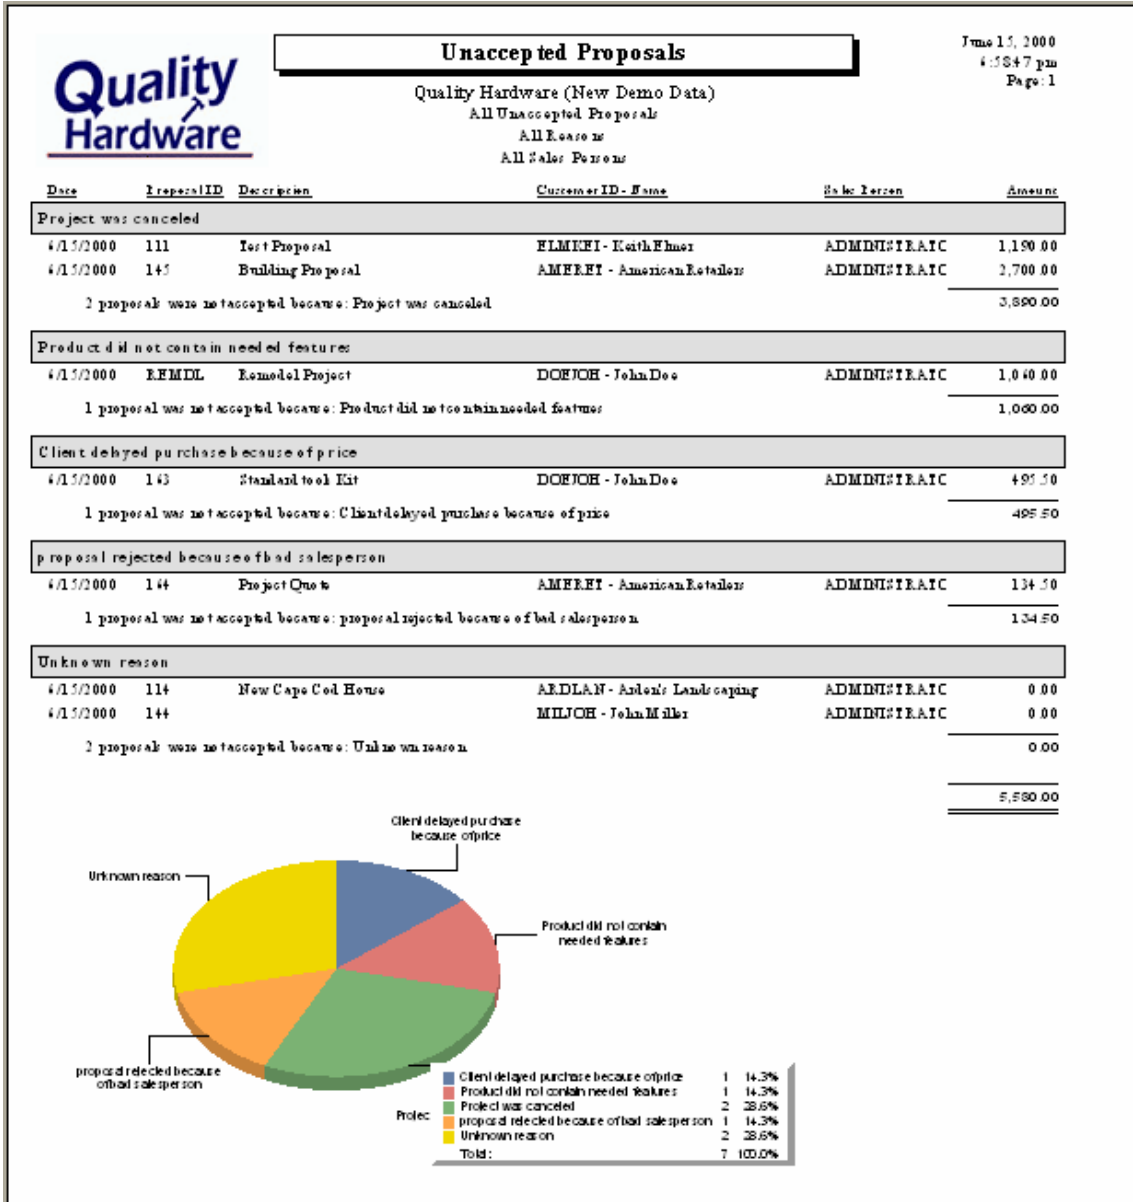 Quality
Hardware
Unaccepted Proposals
June 15, 2000
6:58:47 pm
Page: 1
Quality Hardware (New Demo Data)
All Unaccepted Proposals
All Reasons
All Sales Persons
Date Proposal ID Description Customer ID - Name Sales Person Amount
Project was canceled
6/15/2000 111 Test Proposal ELMKEI - Keith Elmer ADMINISTRATC 1,190.00
6/15/2000 145 Building Proposal AMERET - American Retailers ADMINISTRATC 2,700.00
2 proposals were not accepted because: Project was canceled 3,890.00
Product did not contain needed features
6/15/2000 REMDL Remodel Project DOEJOH - John Doe ADMINISTRATC 1,060.00
1 proposal was not accepted because: Product did not contain needed features 1,060.00
Client delayed purchase because of price
6/15/2000 163 Standard tools Kit DOEJOH - John Doe ADMINISTRATC 495.50
1 proposal was not accepted because: Client delayed purchase because of price 495.50
proposal rejected because of bad salesperson
6/15/2000 164 Project Quote AMERET - American Retailers ADMINISTRATC 134.50
1 proposal was not accepted because: proposal rejected because of bad salesperson 134.50
Unknown reason
6/15/2000 114 New Cape Cod House ARDLAN - Arden's Landscaping ADMINISTRATC 0.00
6/15/2000 144 MILJOH - John Miller ADMINISTRATC 0.00
2 proposals were not accepted because: Unknown reason 0.00
5,580.00
Client delayed purchase
because of price
Unknown reason
Product did not contain
needed features
proposal rejected because
of bad salesperson
Projec
Client delayed purchase because of price 1 14.3%
Product did not contain needed features 1 14.3%
Project was canceled 2 28.6%
proposal rejected because of bad salesperson 1 14.3%
Unknown reason 2 28.6%
Total: 7 100.0%